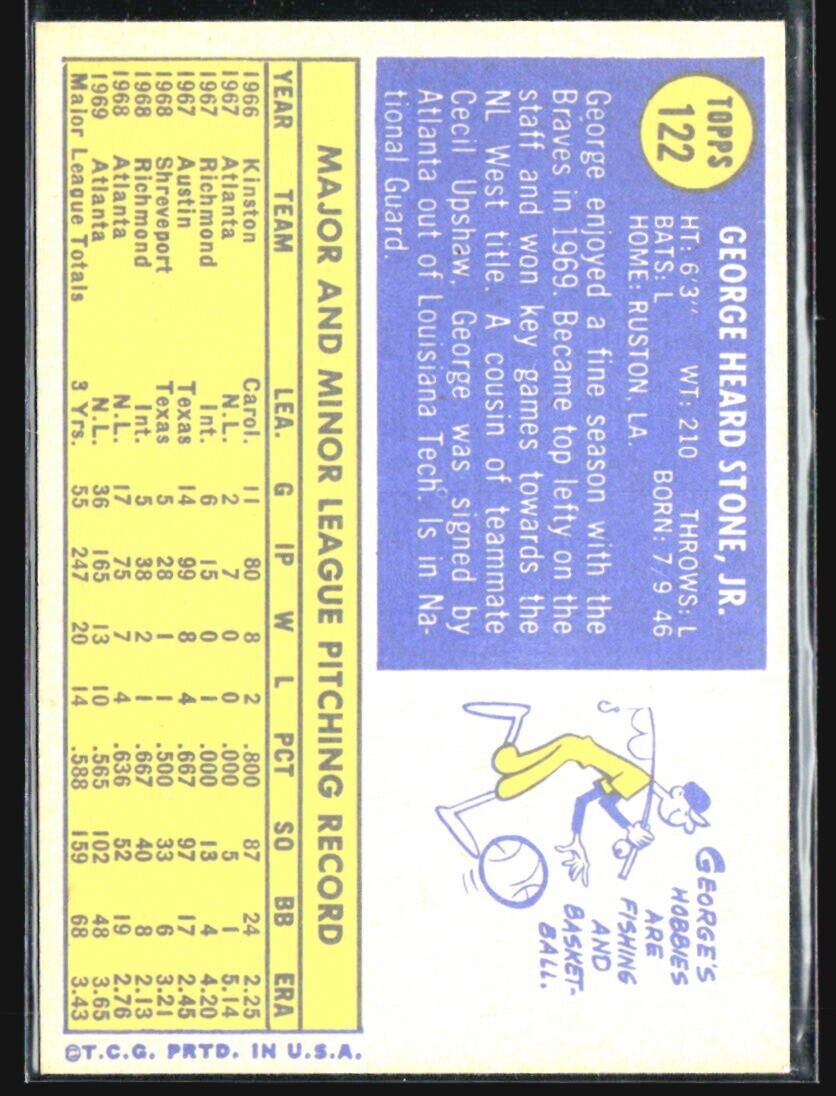 TOPPS
122
GEORGE HEARD STONE, JR.
HT: 6'3" WT: 210 THROWS: L
BATS: L BORN: 7/9/46
HOME: RUSTON, LA.
George enjoyed a fine season with the
Braves in 1969. Became top lefty on the
staff and won key games towards the
NL West title. A cousin of teammate
Cecil Upshaw, George was signed by
Atlanta out of Louisiana Tech. Is in Na-
tional Guard.
GEORGE'S
HOBBIES
ARE
FISHING
AND
BASKET-
BALL.
MAJOR AND MINOR LEAGUE PITCHING RECORD
YEAR TEAM LEA. G IP W L PCT SO BB ERA
1966 Kinston Carol. 11 80 8 2 .800 87 24 2.25
1967 Atlanta N.L. 2 7 0 0 .000 5 1 5.14
1967 Richmond Int. 6 15 0 1 .000 13 4 4.20
1967 Austin Texas 14 99 8 4 .667 97 17 2.45
1968 Shreveport Texas 5 28 1 1 .500 33 6 3.21
1968 Richmond Int. 5 38 2 1 .667 40 8 2.13
1968 Atlanta N.L. 17 75 7 4 .636 52 19 2.76
1969 Atlanta N.L. 36 165 13 10 .565 102 48 3.65
Major League Totals 3 Yrs. 55 247 20 14 .588 159 68 3.43
©T.C.G. PRTD. IN U.S.A.